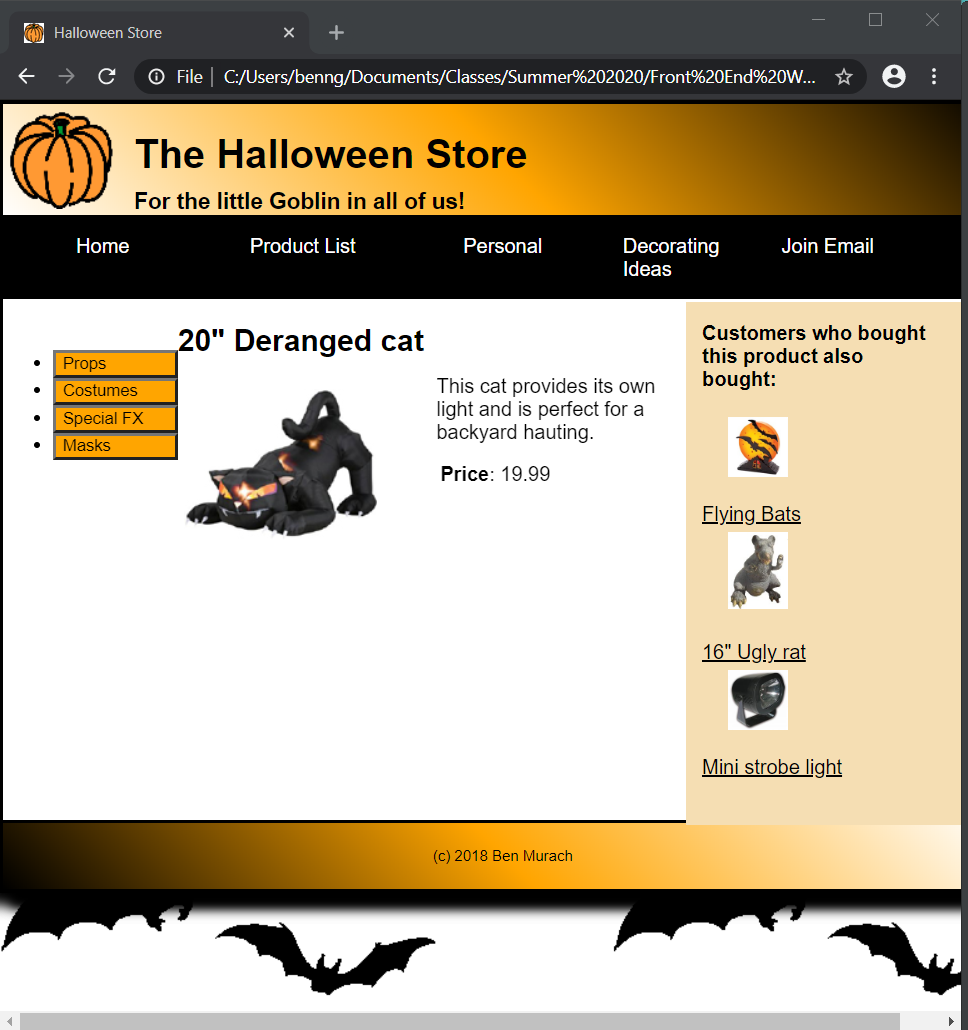 Halloween Store
File
C:/Users/benng/Documents/Classes/Summer%202020/Front%20End%20W...
The Halloween Store
For the little Goblin in all of us!
Home
Product List
Personal
Decorating
Ideas
Join Email
Props
Costumes
Special FX
Masks
20" Deranged cat
This cat provides its own
light and is perfect for a
backyard hauting.
Price: 19.99
Customers who bought
this product also
bought:
Flying Bats
16" Ugly rat
Mini strobe light
(c) 2018 Ben Murach